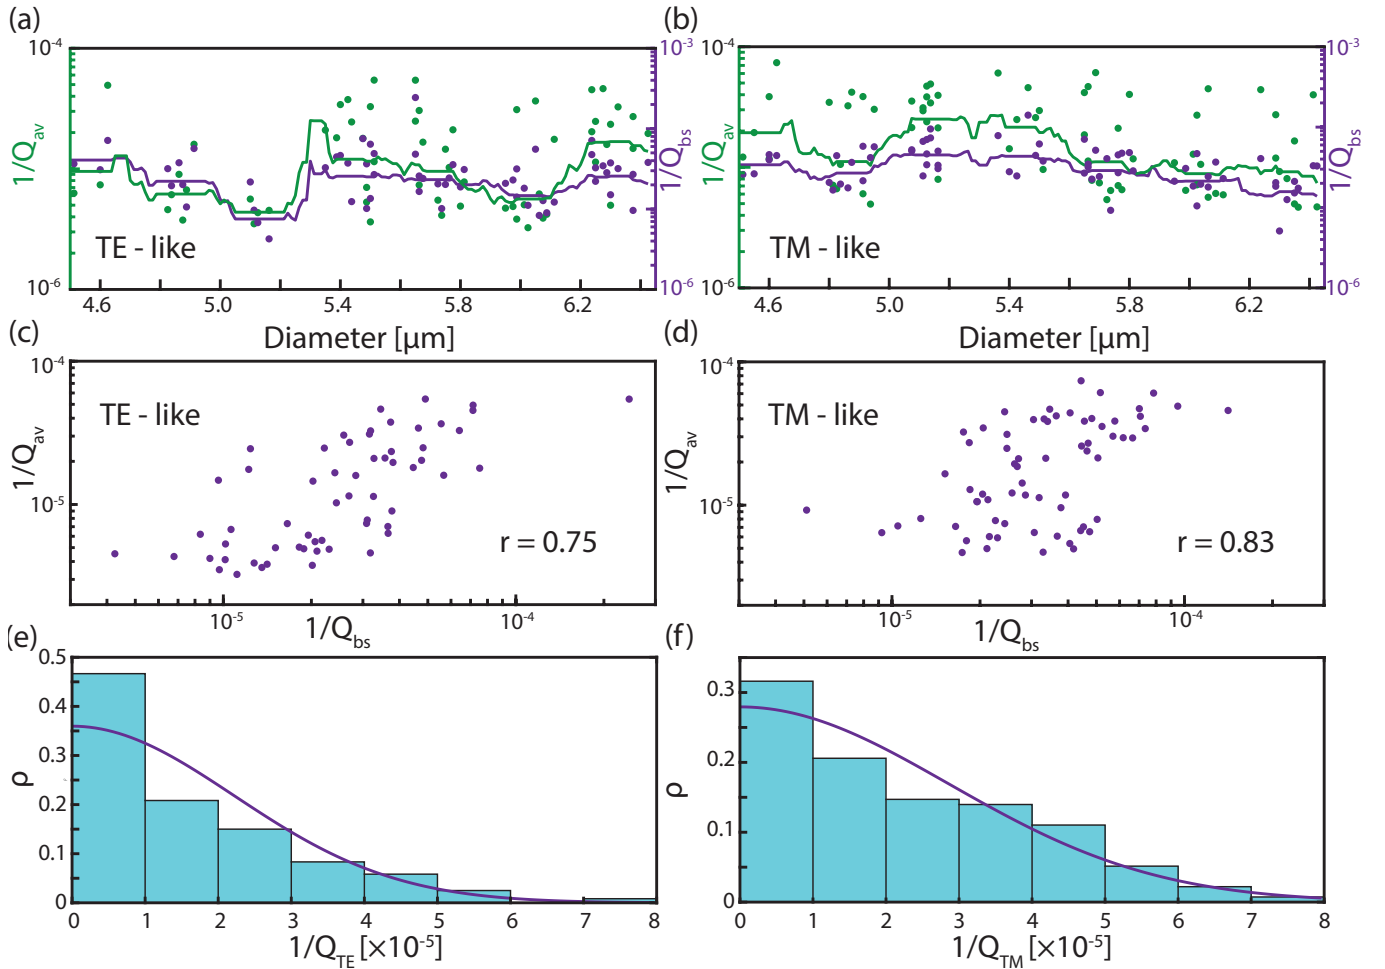 (a)
(b)
10⁻⁴
10⁻³
10⁻⁴
10⁻³
1/Q_av
1/Q_bs
1/Q_av
1/Q_bs
TE - like
TM - like
10⁻⁶
10⁻⁶
10⁻⁶
10⁻⁶
4.6 5.0 5.4 5.8 6.2
4.6 5.0 5.4 5.8 6.2
Diameter [µm]
Diameter [µm]
(c)
(d)
10⁻⁴
10⁻⁴
TE - like
TM - like
1/Q_av
1/Q_av
10⁻⁵
10⁻⁵
r = 0.75
r = 0.83
10⁻⁵ 10⁻⁴
10⁻⁵ 10⁻⁴
1/Q_bs
1/Q_bs
(e)
(f)
0.5
0.4
0.3
0.2
0.1
0
ρ
0 1 2 3 4 5 6 7 8
1/Q_TE [×10⁻⁵]
0.3
0.2
0.1
0
ρ
0 1 2 3 4 5 6 7 8
1/Q_TM [×10⁻⁵]